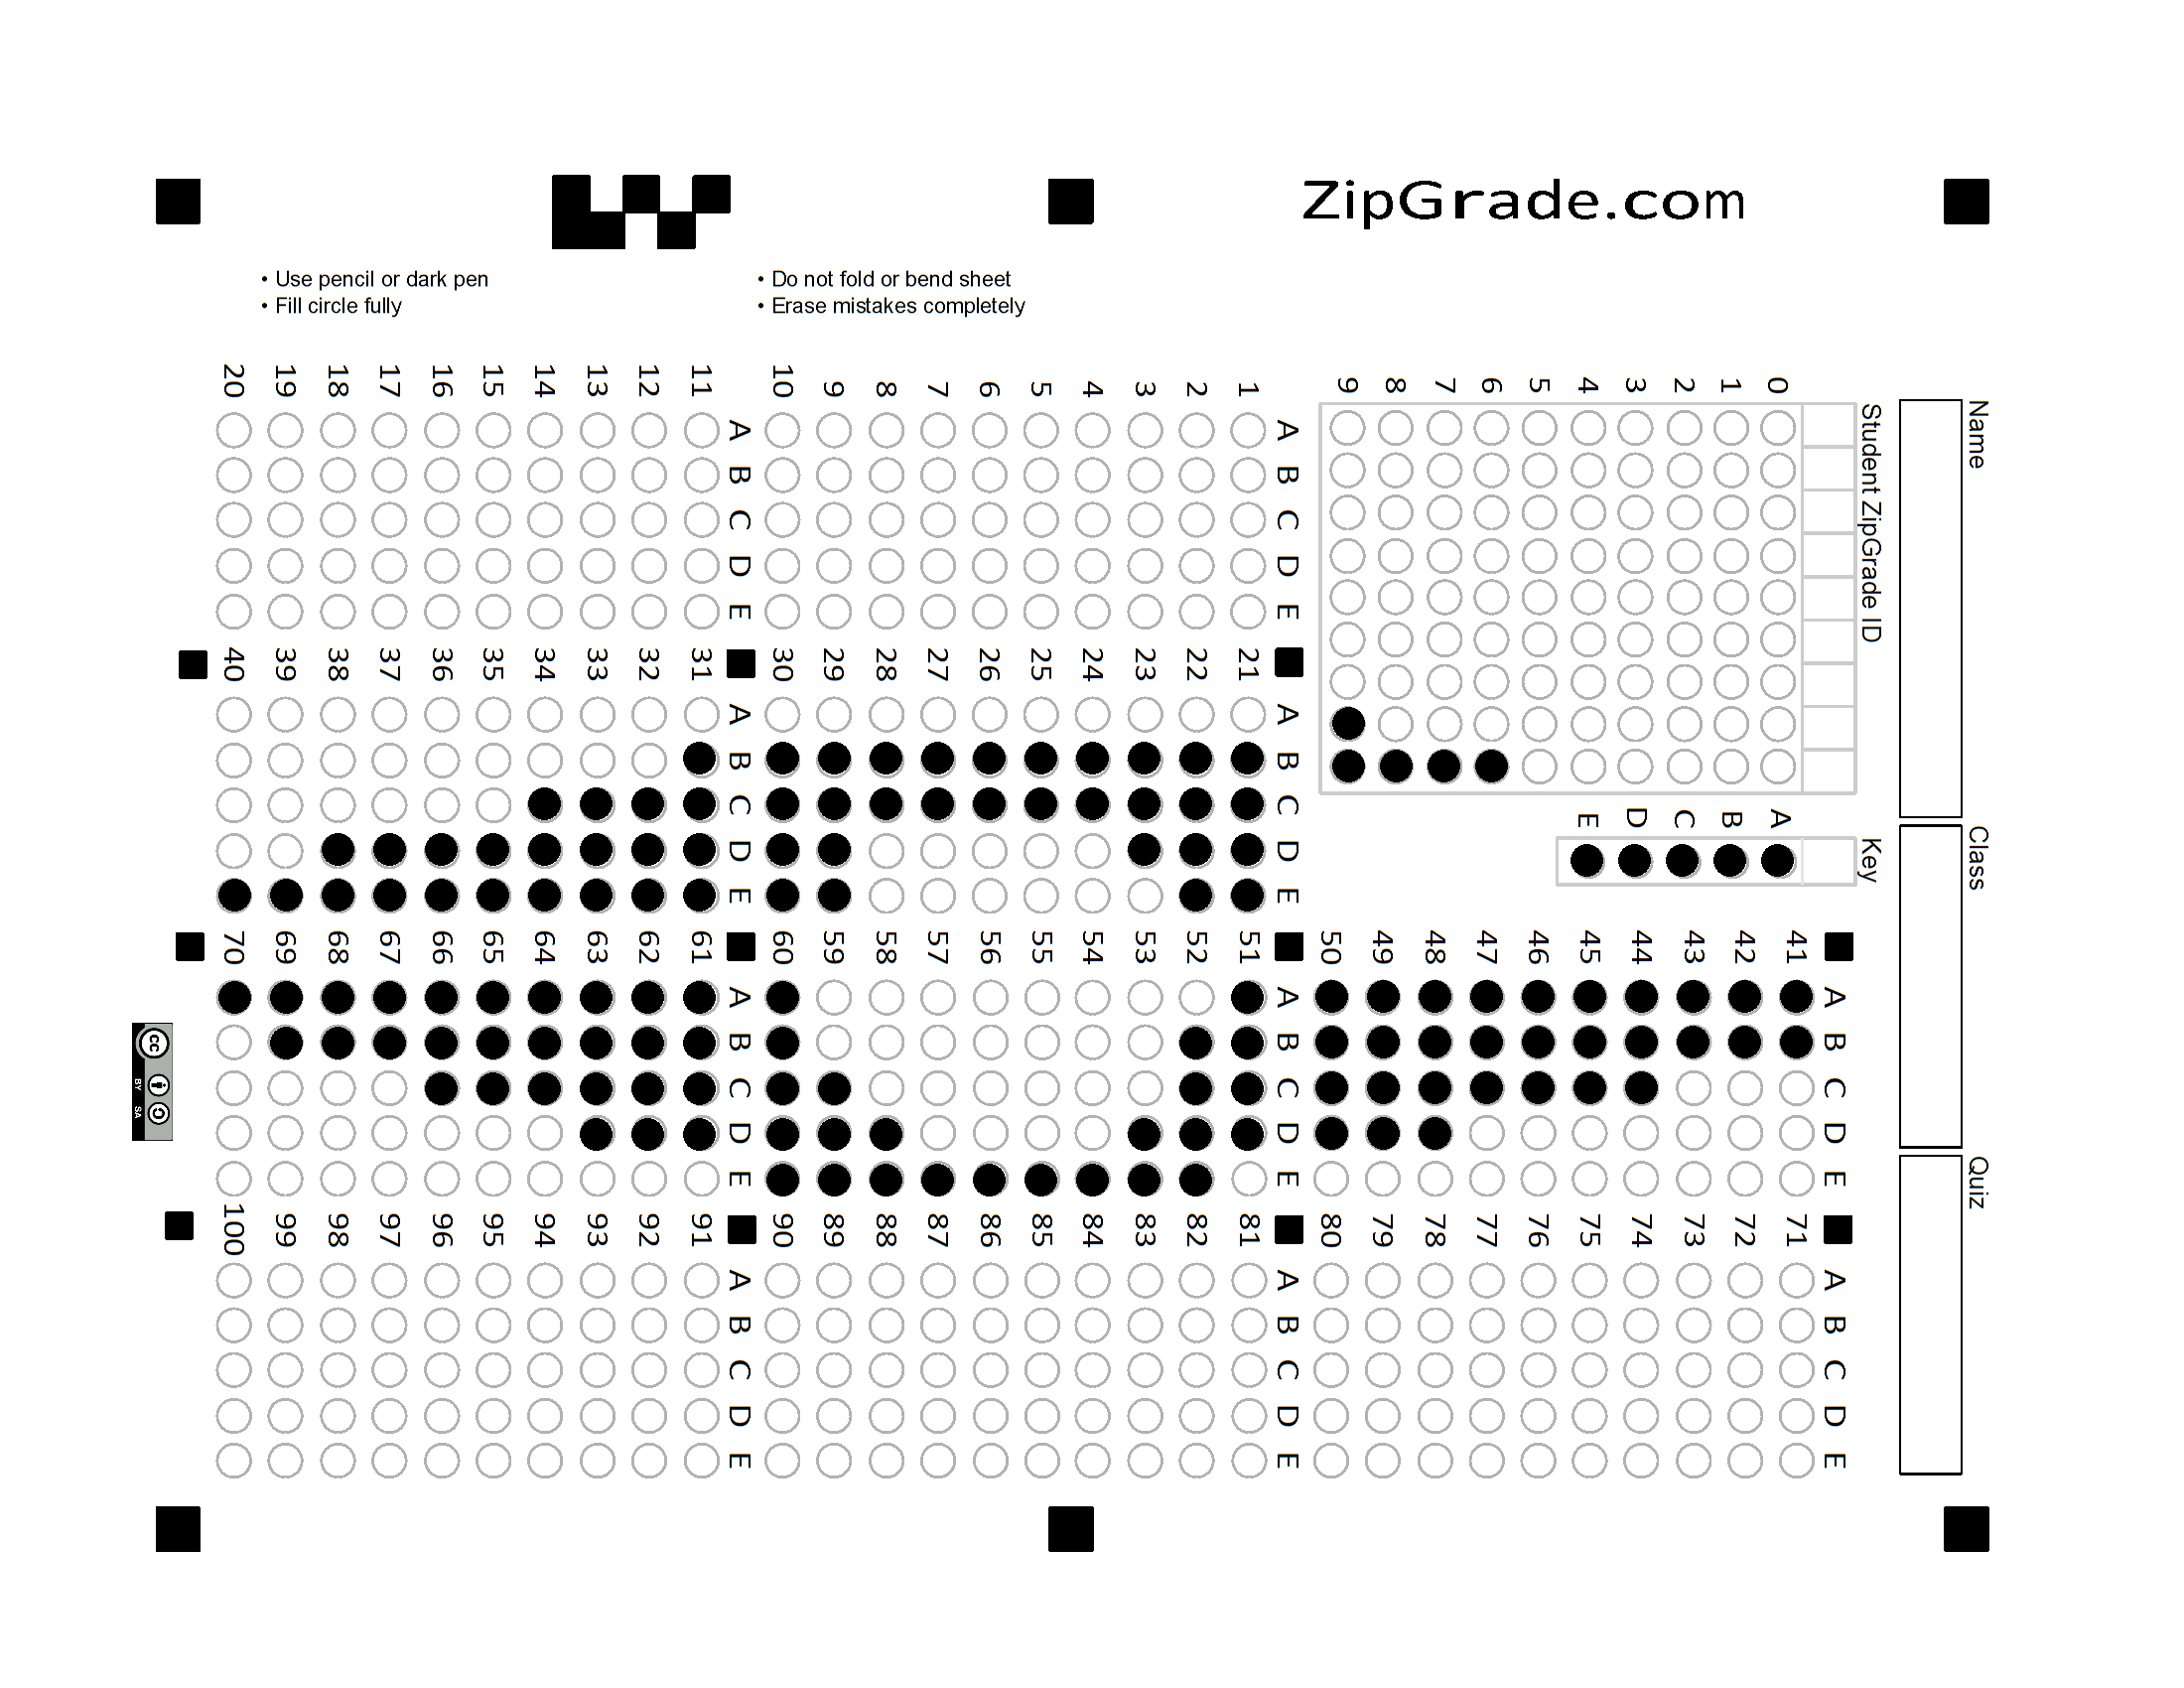 ZipGrade.com
• Use pencil or dark pen
• Fill circle fully
• Do not fold or bend sheet
• Erase mistakes completely
Name
Class
Quiz
Student ZipGrade ID
0 1 2 3 4 5 6 7 8 9
Key
A B C D E
1 2 3 4 5 6 7 8 9 10
A B C D E
11 12 13 14 15 16 17 18 19 20
A B C D E
21 22 23 24 25 26 27 28 29 30
A B C D E
31 32 33 34 35 36 37 38 39 40
A B C D E
41 42 43 44 45 46 47 48 49 50
A B C D E
51 52 53 54 55 56 57 58 59 60
A B C D E
61 62 63 64 65 66 67 68 69 70
A B C D E
71 72 73 74 75 76 77 78 79 80
A B C D E
81 82 83 84 85 86 87 88 89 90
A B C D E
91 92 93 94 95 96 97 98 99 100
A B C D E
cc
BY SA